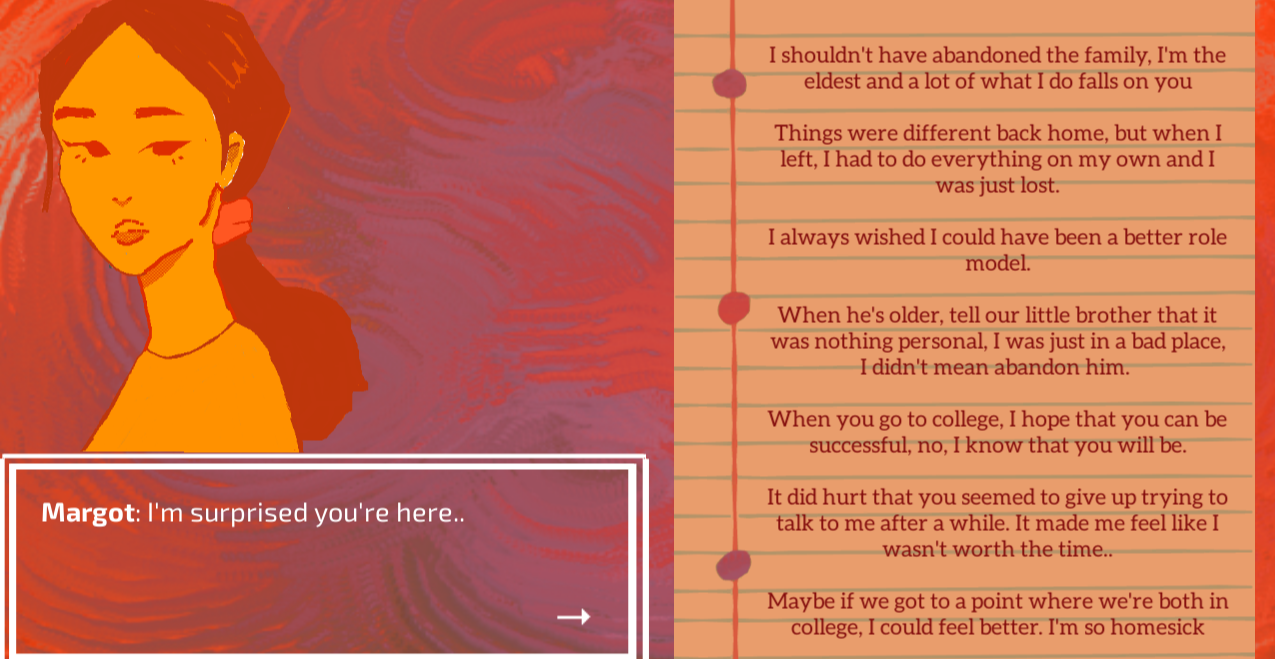 Margot: I'm surprised you're here..
I shouldn't have abandoned the family, I'm the
eldest and a lot of what I do falls on you
Things were different back home, but when I
left, I had to do everything on my own and I
was just lost.
I always wished I could have been a better role
model.
When he's older, tell our little brother that it
was nothing personal, I was just in a bad place,
I didn't mean abandon him.
When you go to college, I hope that you can be
successful, no, I know that you will be.
It did hurt that you seemed to give up trying to
talk to me after a while. It made me feel like I
wasn't worth the time..
Maybe if we got to a point where we're both in
college, I could feel better. I'm so homesick